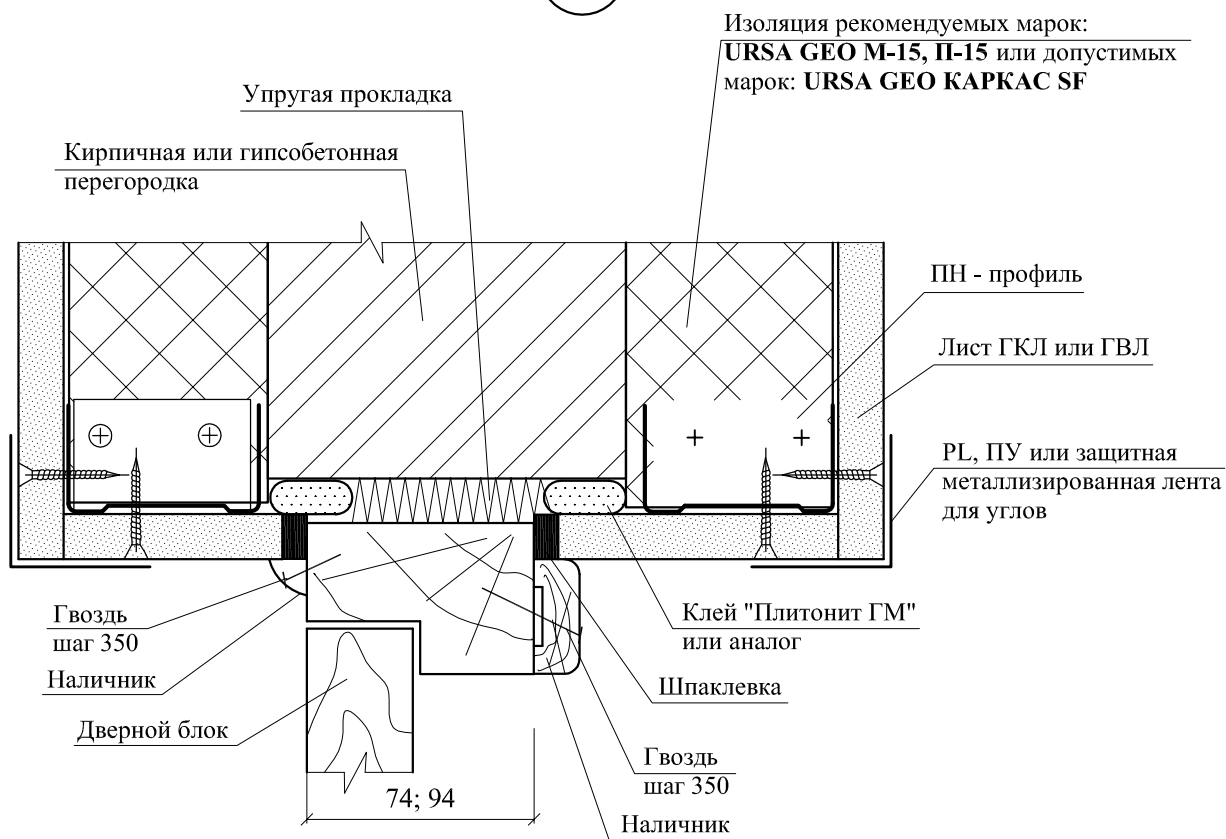 Изоляция рекомендуемых марок:
URSA GEO М-15, П-15 или допустимых
марок: URSA GEO КАРКАС SF
Упругая прокладка
Кирпичная или гипсобетонная
перегородка
ПН - профиль
Лист ГКЛ или ГВЛ
PL, ПУ или защитная
металлизированная лента
для углов
Гвоздь
шаг 350
Наличник
Дверной блок
Клей "Плитонит ГМ"
или аналог
Шпаклевка
Гвоздь
шаг 350
74; 94
Наличник